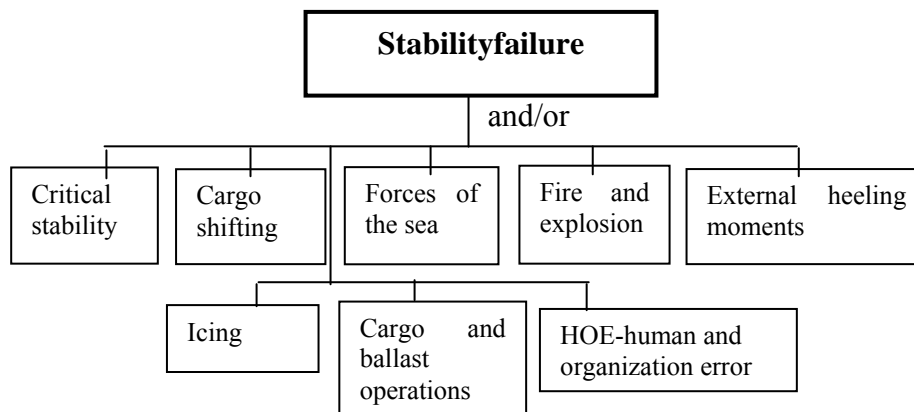 Stabilityfailure
and/or
Critical
stability
Cargo
shifting
Forces of
the sea
Fire and
explosion
External heeling
moments
Icing
Cargo and
ballast
operations
HOE-human and
organization error